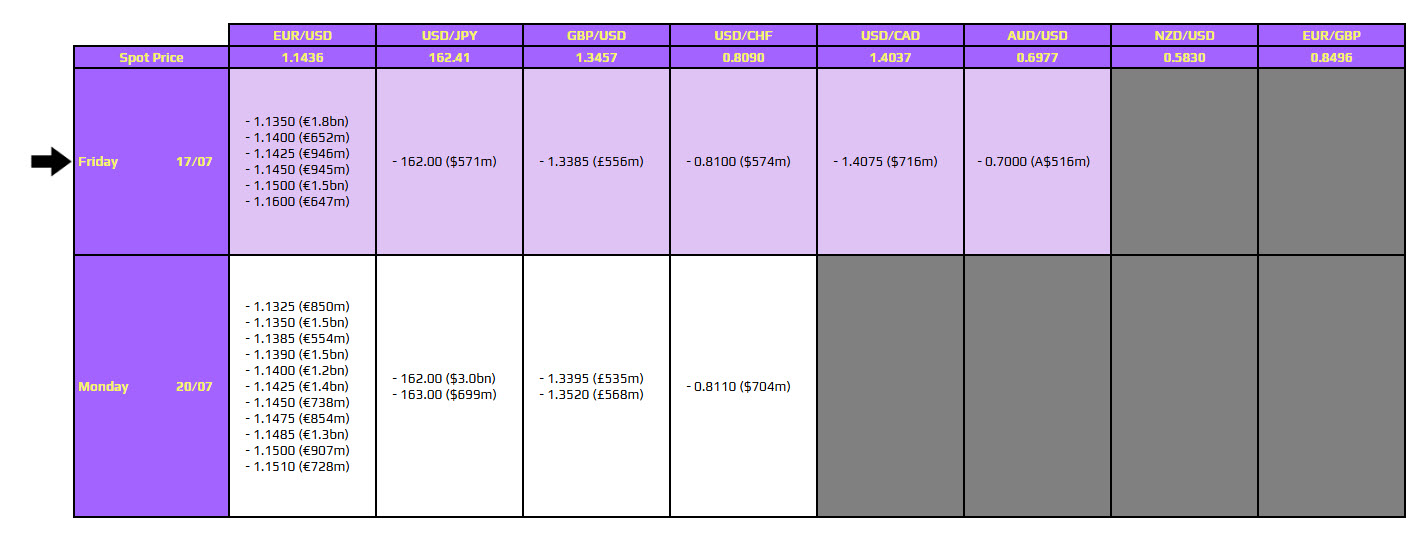 EUR/USD USD/JPY GBP/USD USD/CHF USD/CAD AUD/USD NZD/USD EUR/GBP
Spot Price 1.1436 162.41 1.3457 0.8090 1.4037 0.6977 0.5830 0.8496
Friday 17/07
- 1.1350 (€1.8bn)
- 1.1400 (€652m)
- 1.1425 (€946m)
- 1.1450 (€945m)
- 1.1500 (€1.5bn)
- 1.1600 (€647m)
- 162.00 ($571m)
- 1.3385 (£556m)
- 0.8100 ($574m)
- 1.4075 ($716m)
- 0.7000 (A$516m)
Monday 20/07
- 1.1325 (€850m)
- 1.1350 (€1.5bn)
- 1.1385 (€554m)
- 1.1390 (€1.5bn)
- 1.1400 (€1.2bn)
- 1.1425 (€1.4bn)
- 1.1450 (€738m)
- 1.1475 (€854m)
- 1.1485 (€1.3bn)
- 1.1500 (€907m)
- 1.1510 (€728m)
- 162.00 ($3.0bn)
- 163.00 ($699m)
- 1.3395 (£535m)
- 1.3520 (£568m)
- 0.8110 ($704m)